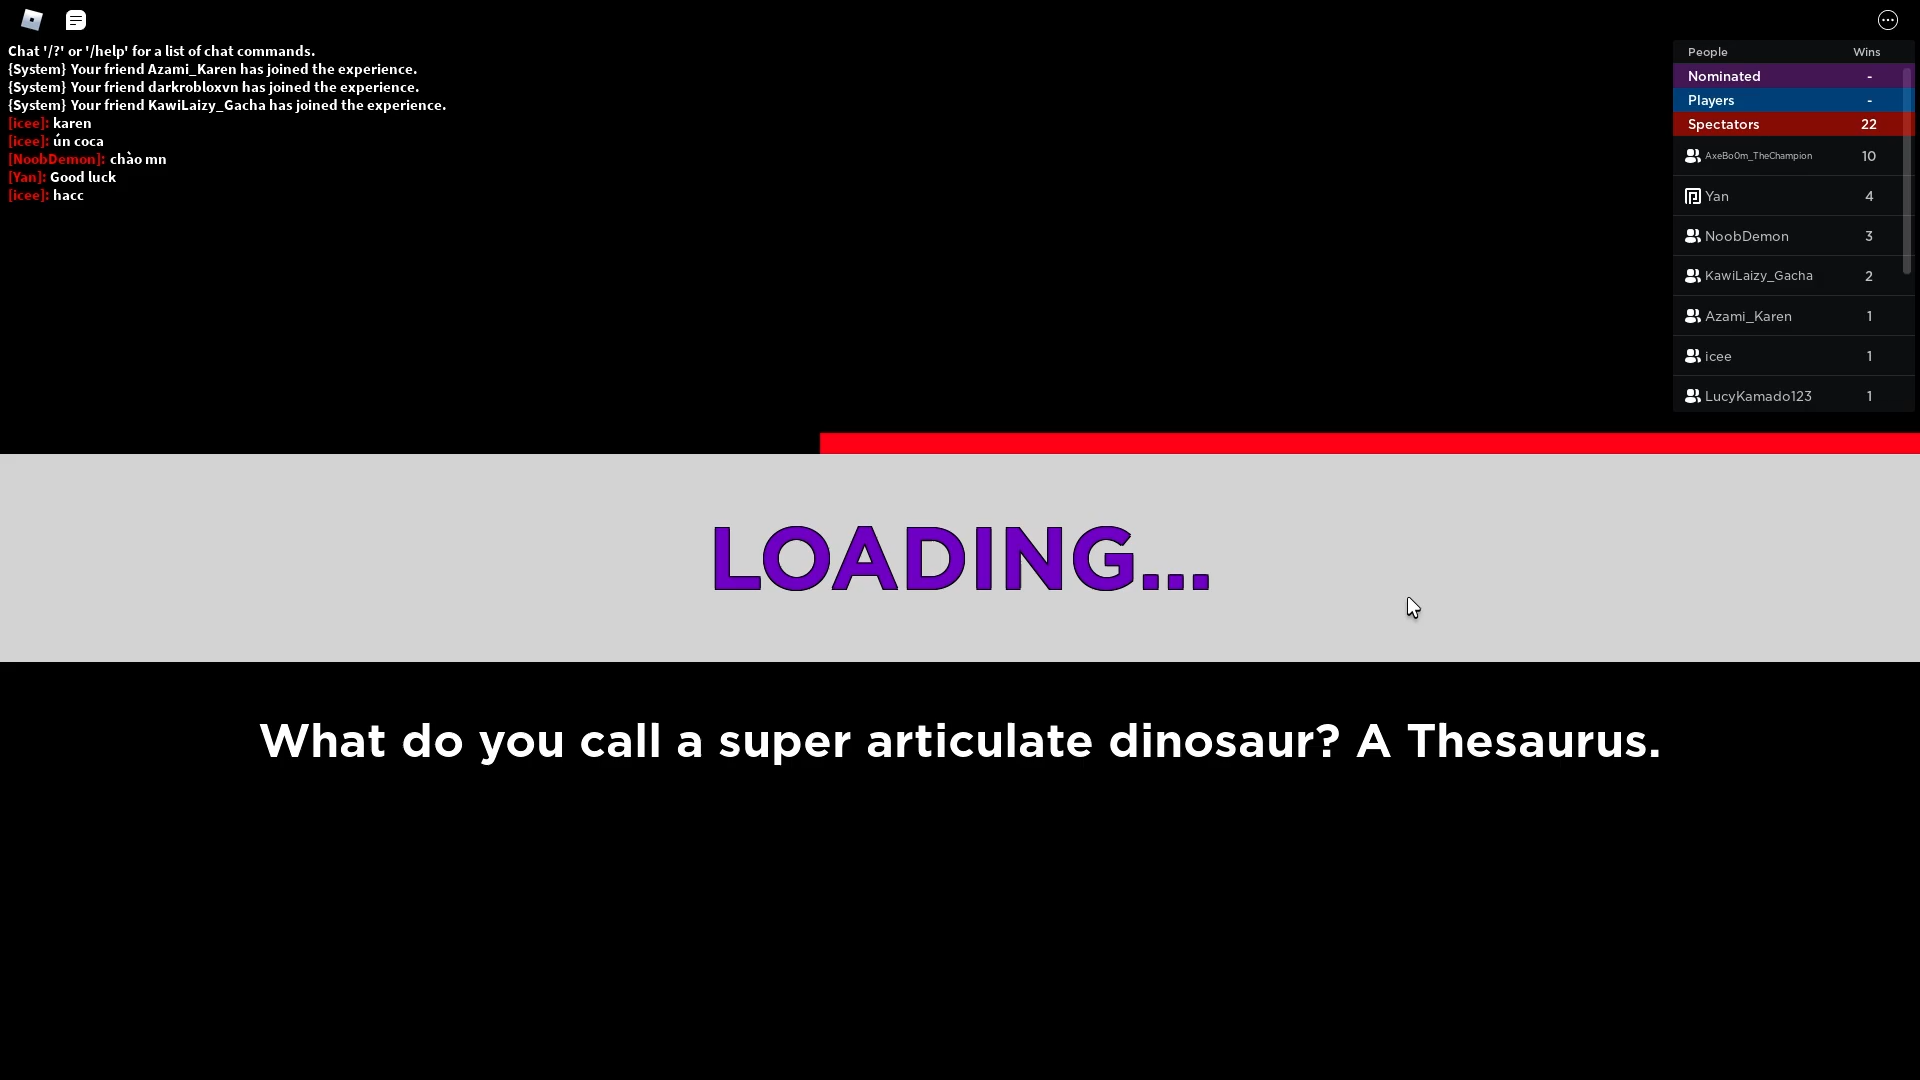 Chat '/?' or '/help' for a list of chat commands.
{System} Your friend Azami_Karen has joined the experience.
{System} Your friend darkrobloxvn has joined the experience.
{System} Your friend KawiLaizy_Gacha has joined the experience.
[icee]: karen
[icee]: ún coca
[NoobDemon]: chào mn
[Yan]: Good luck
[icee]: hacc
People Wins
Nominated -
Players -
Spectators 22
AxeBo0m_TheChampion 10
Yan 4
NoobDemon 3
KawiLaizy_Gacha 2
Azami_Karen 1
icee 1
LucyKamado123 1
LOADING...
What do you call a super articulate dinosaur? A Thesaurus.